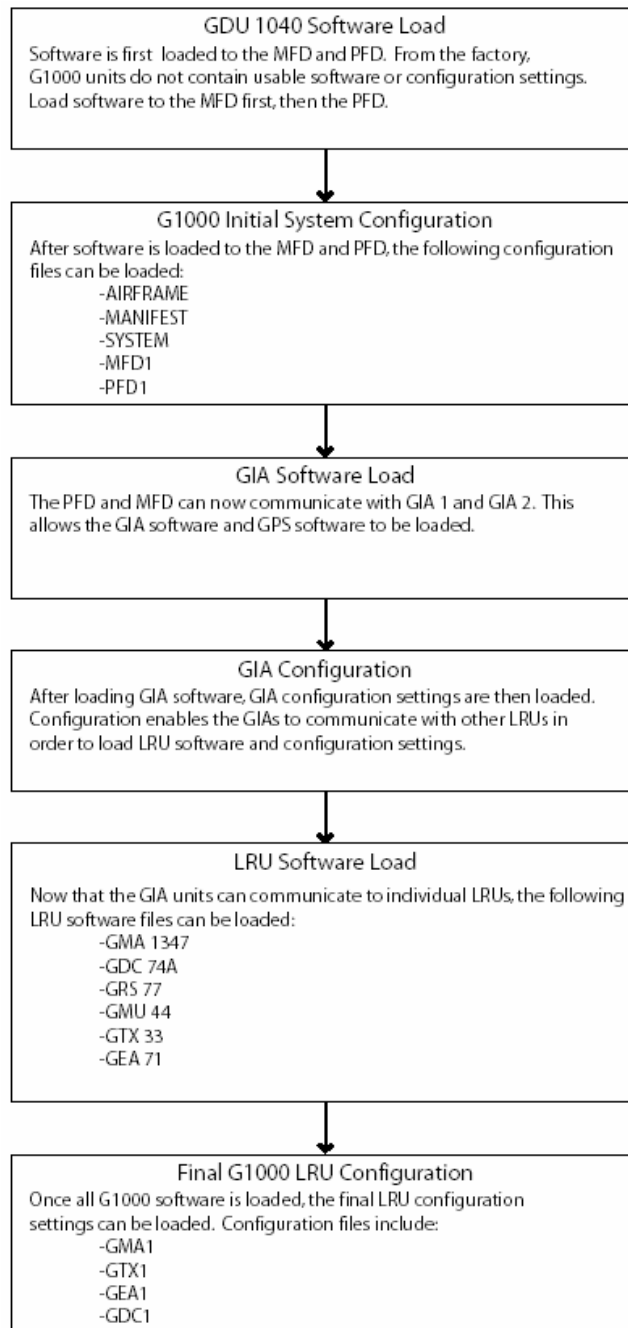 GDU 1040 Software Load
Software is first loaded to the MFD and PFD. From the factory,
G1000 units do not contain usable software or configuration settings.
Load software to the MFD first, then the PFD.
G1000 Initial System Configuration
After software is loaded to the MFD and PFD, the following configuration
files can be loaded:
-AIRFRAME
-MANIFEST
-SYSTEM
-MFD1
-PFD1
GIA Software Load
The PFD and MFD can now communicate with GIA 1 and GIA 2. This
allows the GIA software and GPS software to be loaded.
GIA Configuration
After loading GIA software, GIA configuration settings are then loaded.
Configuration enables the GIAs to communicate with other LRUs in
order to load LRU software and configuration settings.
LRU Software Load
Now that the GIA units can communicate to individual LRUs, the following
LRU software files can be loaded:
-GMA 1347
-GDC 74A
-GRS 77
-GMU 44
-GTX 33
-GEA 71
Final G1000 LRU Configuration
Once all G1000 software is loaded, the final LRU configuration
settings can be loaded. Configuration files include:
-GMA1
-GTX1
-GEA1
-GDC1